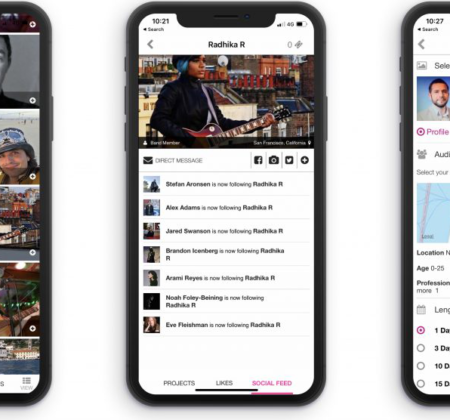 S
VIEW
10:21
Search
4G
Radhika R
0
Band Member
San Francisco, California
DIRECT MESSAGE
Stefan Aronsen is now following Radhika R
Alex Adams is now following Radhika R
Jared Swanson is now following Radhika R
Brandon Icenberg is now following Radhika
R
Arami Reyes is now following Radhika R
Noah Foley-Beining is now following
Radhika R
Eve Fleishman is now following Radhika R
PROJECTS LIKES SOCIAL FEED
10:27
Search
Sele
Profile
Audi
Select your
Location N
Age 0-25
Profession
more 1
Leng
1 Da
3 Da
10 D
15 D